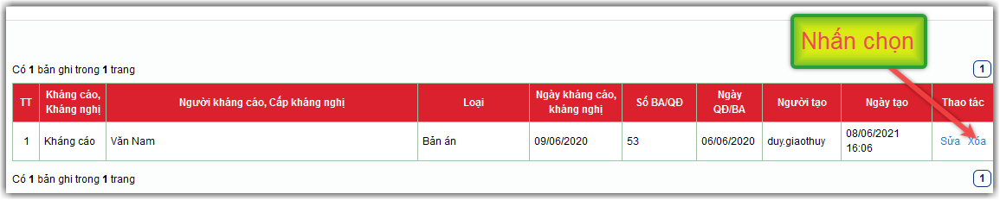 Nhấn chọn
Có 1 bản ghi trong 1 trang
1
TT
Kháng cáo,
Kháng nghị
Người kháng cáo, Cấp kháng nghị
Loại
Ngày kháng cáo,
kháng nghị
Số BA/QĐ
Ngày
QĐ/BA
Người tạo
Ngày tạo
Thao tác
1
Kháng cáo
Văn Nam
Bản án
09/06/2020
53
06/06/2020
duy.giaothuy
08/06/2021
16:06
Sửa Xóa
Có 1 bản ghi trong 1 trang
1